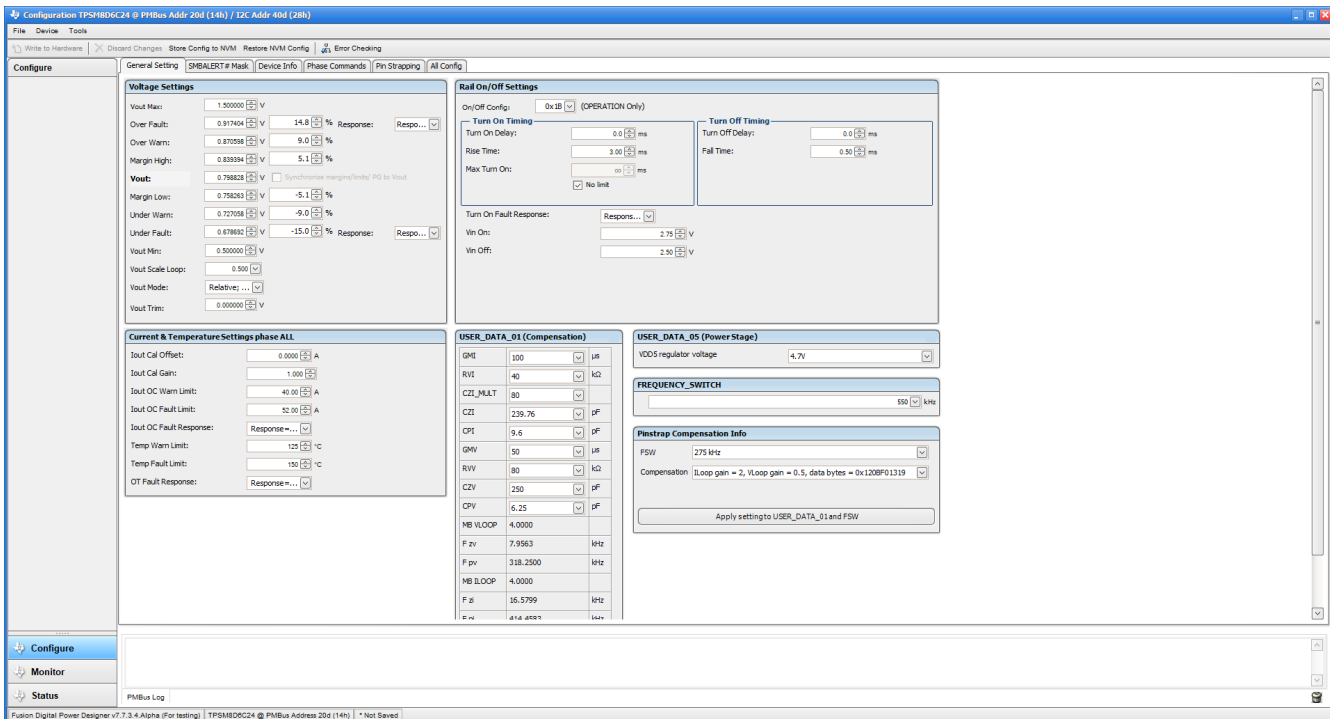 Configuration TPSM8D6C24 @ PMBus Addr 20d (14h) / I2C Addr 40d (28h)
File Device Tools
Write to Hardware Discard Changes Store Config to NVM Restore NVM Config Error Checking
Configure
General Setting SMBALERT# Mask Device Info Phase Commands Pin Strapping All Config
Voltage Settings
Vout Max: 1.500000 V
Over Fault: 0.917404 V 14.8 % Response: Respo...
Over Warn: 0.870598 V 9.0 %
Margin High: 0.839394 V 5.1 %
Vout: 0.798828 V Synchronize margins/limits/ PG to Vout
Margin Low: 0.758263 V -5.1 %
Under Warn: 0.727058 V -9.0 %
Under Fault: 0.678692 V -15.0 % Response: Respo...
Vout Min: 0.500000 V
Vout Scale Loop: 0.500
Vout Mode: Relative; ...
Vout Trim: 0.000000 V
Rail On/Off Settings
On/Off Config: 0x1B (OPERATION Only)
Turn On Timing
Turn On Delay: 0.0 ms
Rise Time: 3.00 ms
Max Turn On: ∞ ms
No limit
Turn Off Timing
Turn Off Delay: 0.0 ms
Fall Time: 0.50 ms
Turn On Fault Response: Respons...
Vin On: 2.75 V
Vin Off: 2.50 V
Current & Temperature Settings phase ALL
Iout Cal Offset: 0.0000 A
Iout Cal Gain: 1.000
Iout OC Warn Limit: 40.00 A
Iout OC Fault Limit: 52.00 A
Iout OC Fault Response: Response=...
Temp Warn Limit: 125 °C
Temp Fault Limit: 150 °C
OT Fault Response: Response=...
USER_DATA_01 (Compensation)
GMI 100 µs
RVI 40 kΩ
CZI_MULT 80
CZI 239.76 pF
CPI 9.6 pF
GMV 50 µs
RVV 80 kΩ
CZV 250 pF
CPV 6.25 pF
MB VLOOP 4.0000
F zv 7.9563 kHz
F pv 318.2500 kHz
MB ILOOP 4.0000
F zi 16.5799 kHz
F pi 414.4583 kHz
USER_DATA_05 (Power Stage)
VDD5 regulator voltage 4.7V
FREQUENCY_SWITCH
550 kHz
Pinstrap Compensation Info
FSW 275 kHz
Compensation ILoop gain = 2, VLoop gain = 0.5, data bytes = 0x120BF01319
Apply setting to USER_DATA_01 and FSW
Configure
Monitor
Status
PMBus Log
Fusion Digital Power Designer v7.7.3.4.Alpha (For testing) TPSM8D6C24 @ PMBus Address 20d (14h) * Not Saved